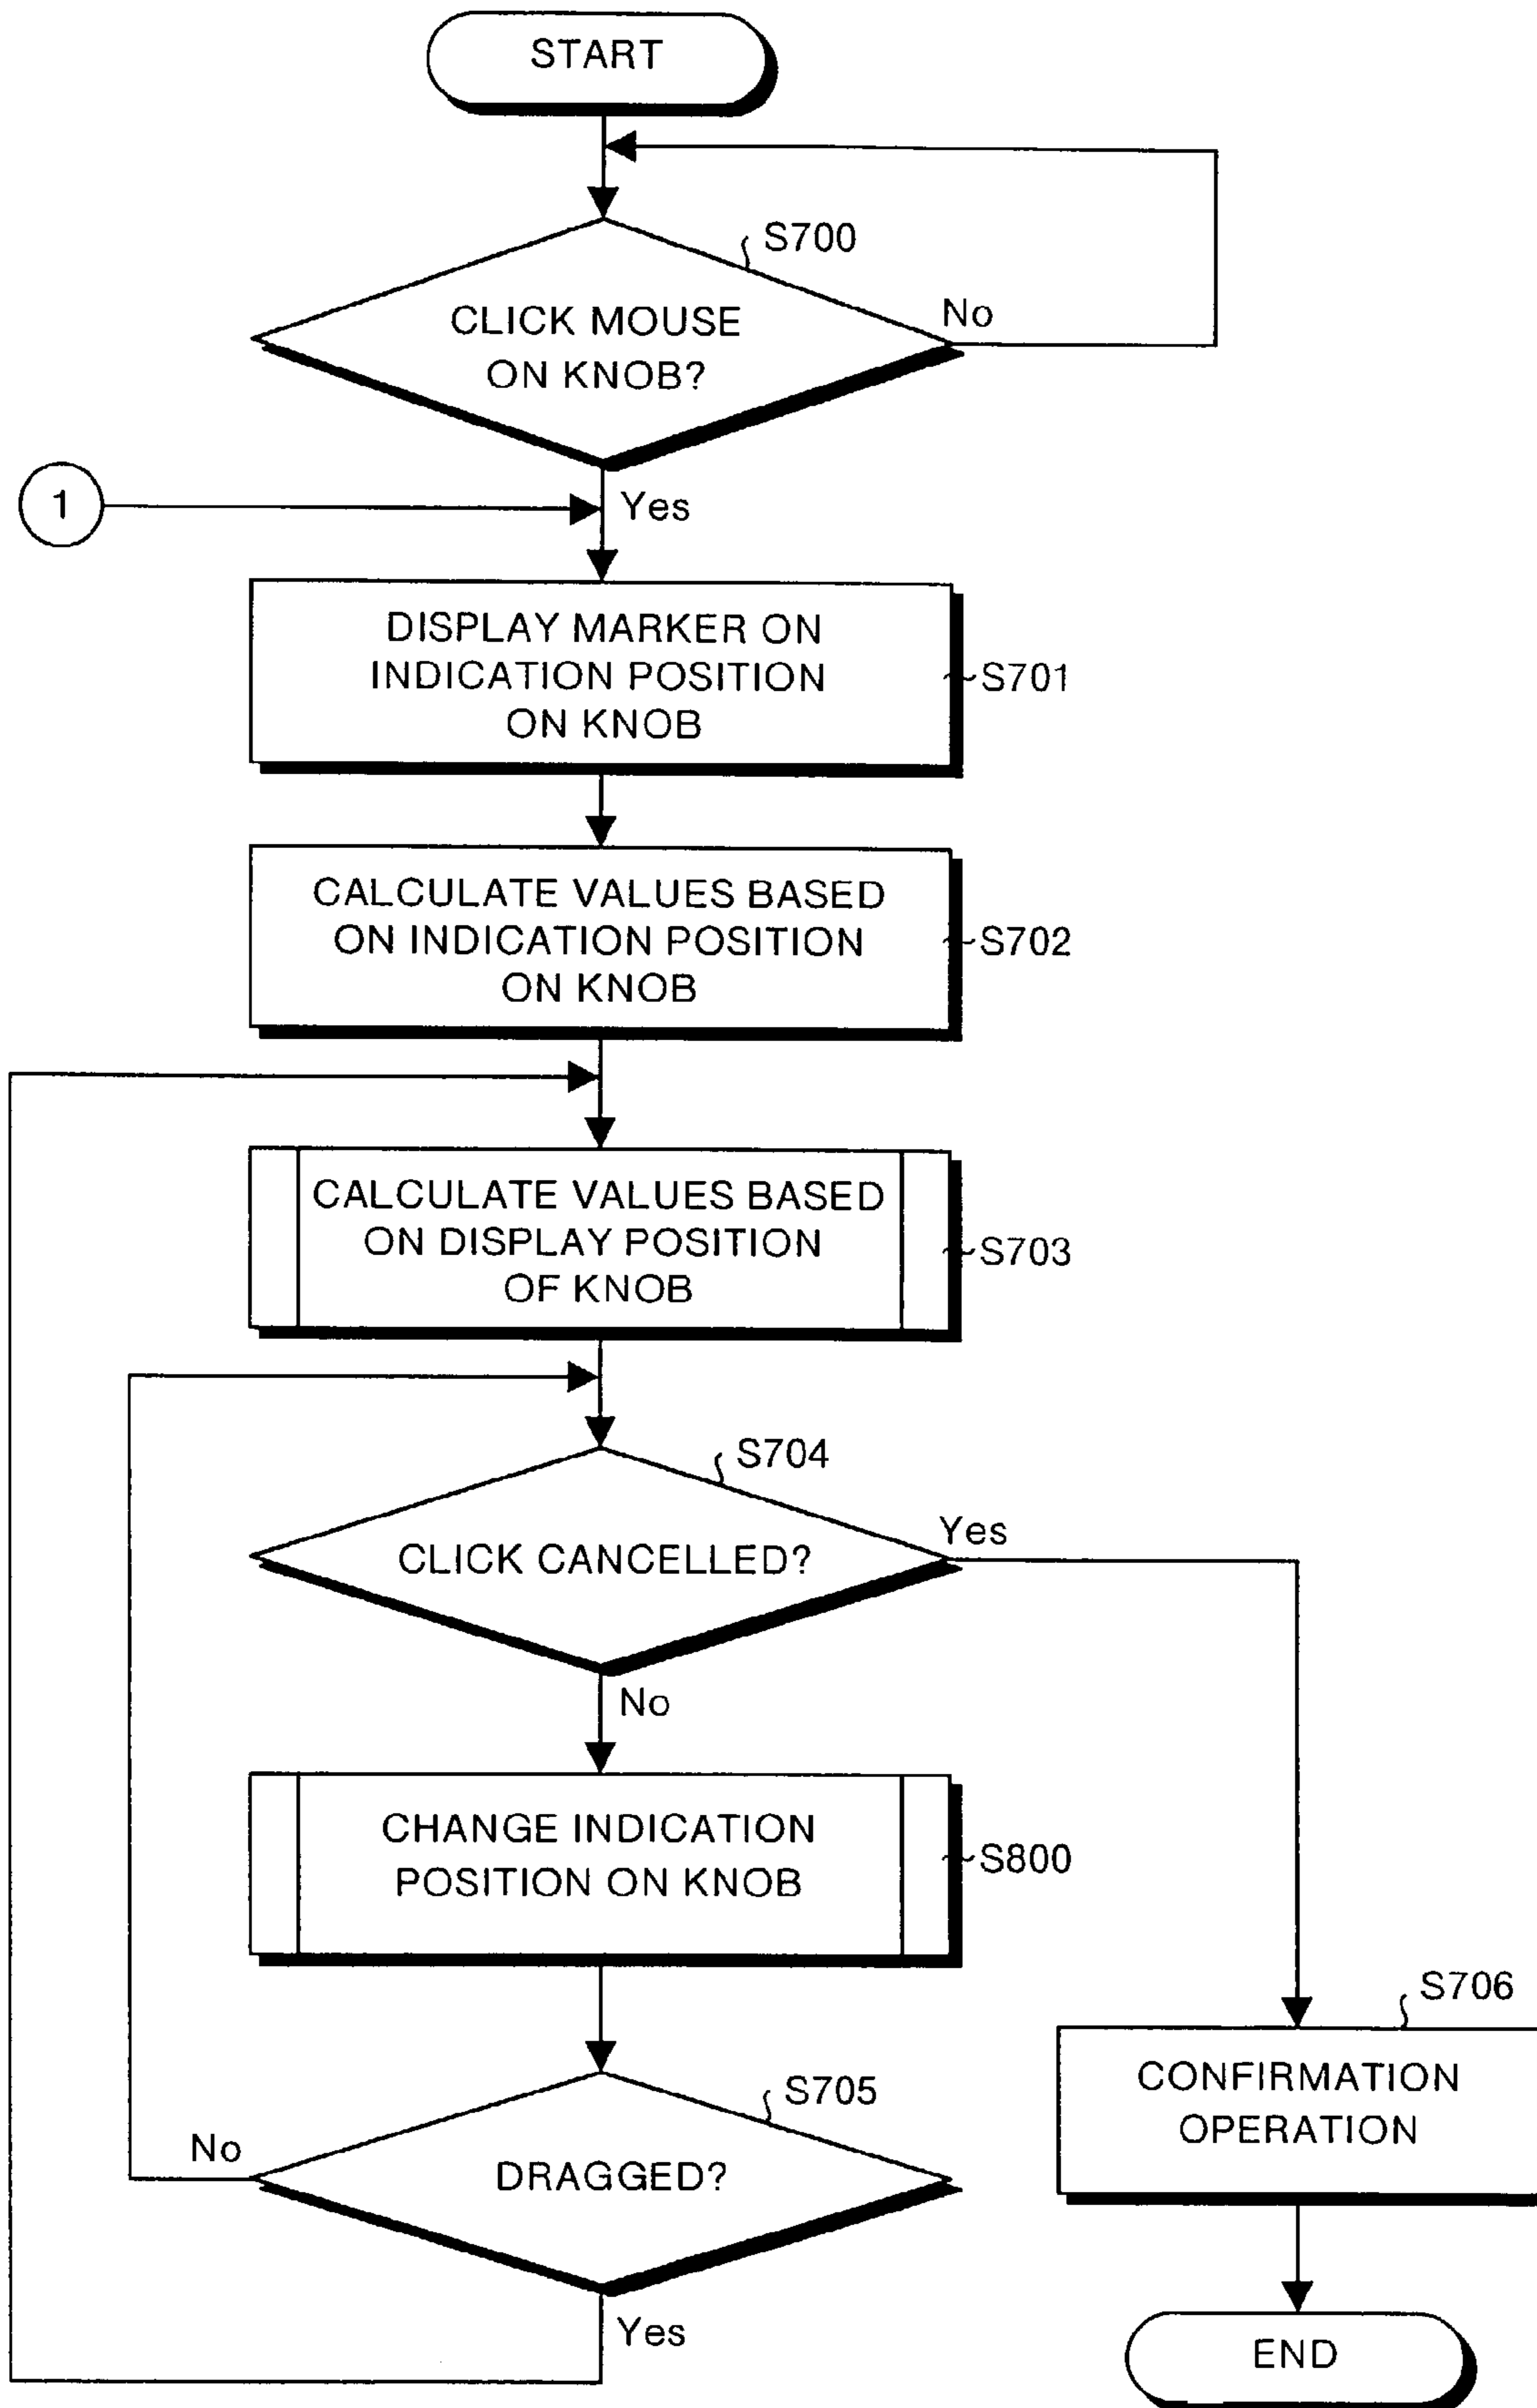 START
S700
CLICK MOUSE
ON KNOB?
No
1
Yes
DISPLAY MARKER ON
INDICATION POSITION
ON KNOB
S701
CALCULATE VALUES BASED
ON INDICATION POSITION
ON KNOB
S702
CALCULATE VALUES BASED
ON DISPLAY POSITION
OF KNOB
S703
S704
CLICK CANCELLED?
Yes
No
CHANGE INDICATION
POSITION ON KNOB
S800
S706
CONFIRMATION
OPERATION
S705
DRAGGED?
No
Yes
END